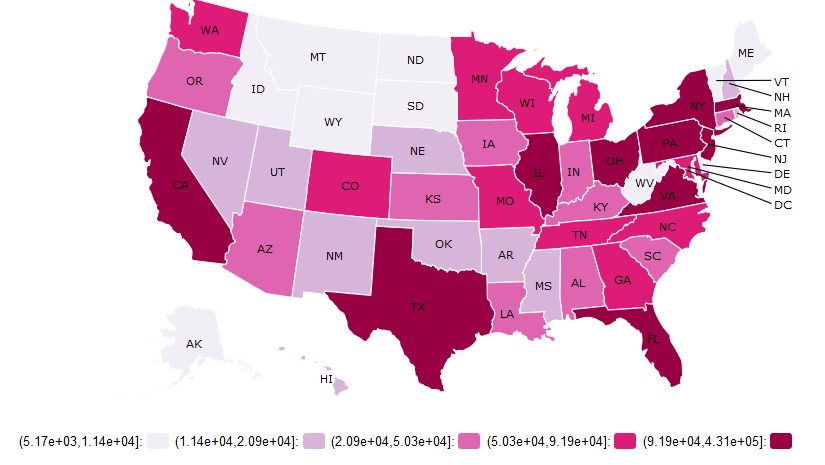 WA
OR
CA
ID
NV
MT
WY
UT
AZ
ND
SD
NE
CO
NM
KS
OK
TX
MN
IA
MO
AR
LA
WI
IL
MS
MI
IN
KY
TN
AL
OH
WV
GA
FL
SC
NC
VA
PA
NY
ME
VT
NH
MA
RI
CT
NJ
DE
MD
DC
AK
HI
(5.17e+03,1.14e+04]: (1.14e+04,2.09e+04]: (2.09e+04,5.03e+04]: (5.03e+04,9.19e+04]: (9.19e+04,4.31e+05]: